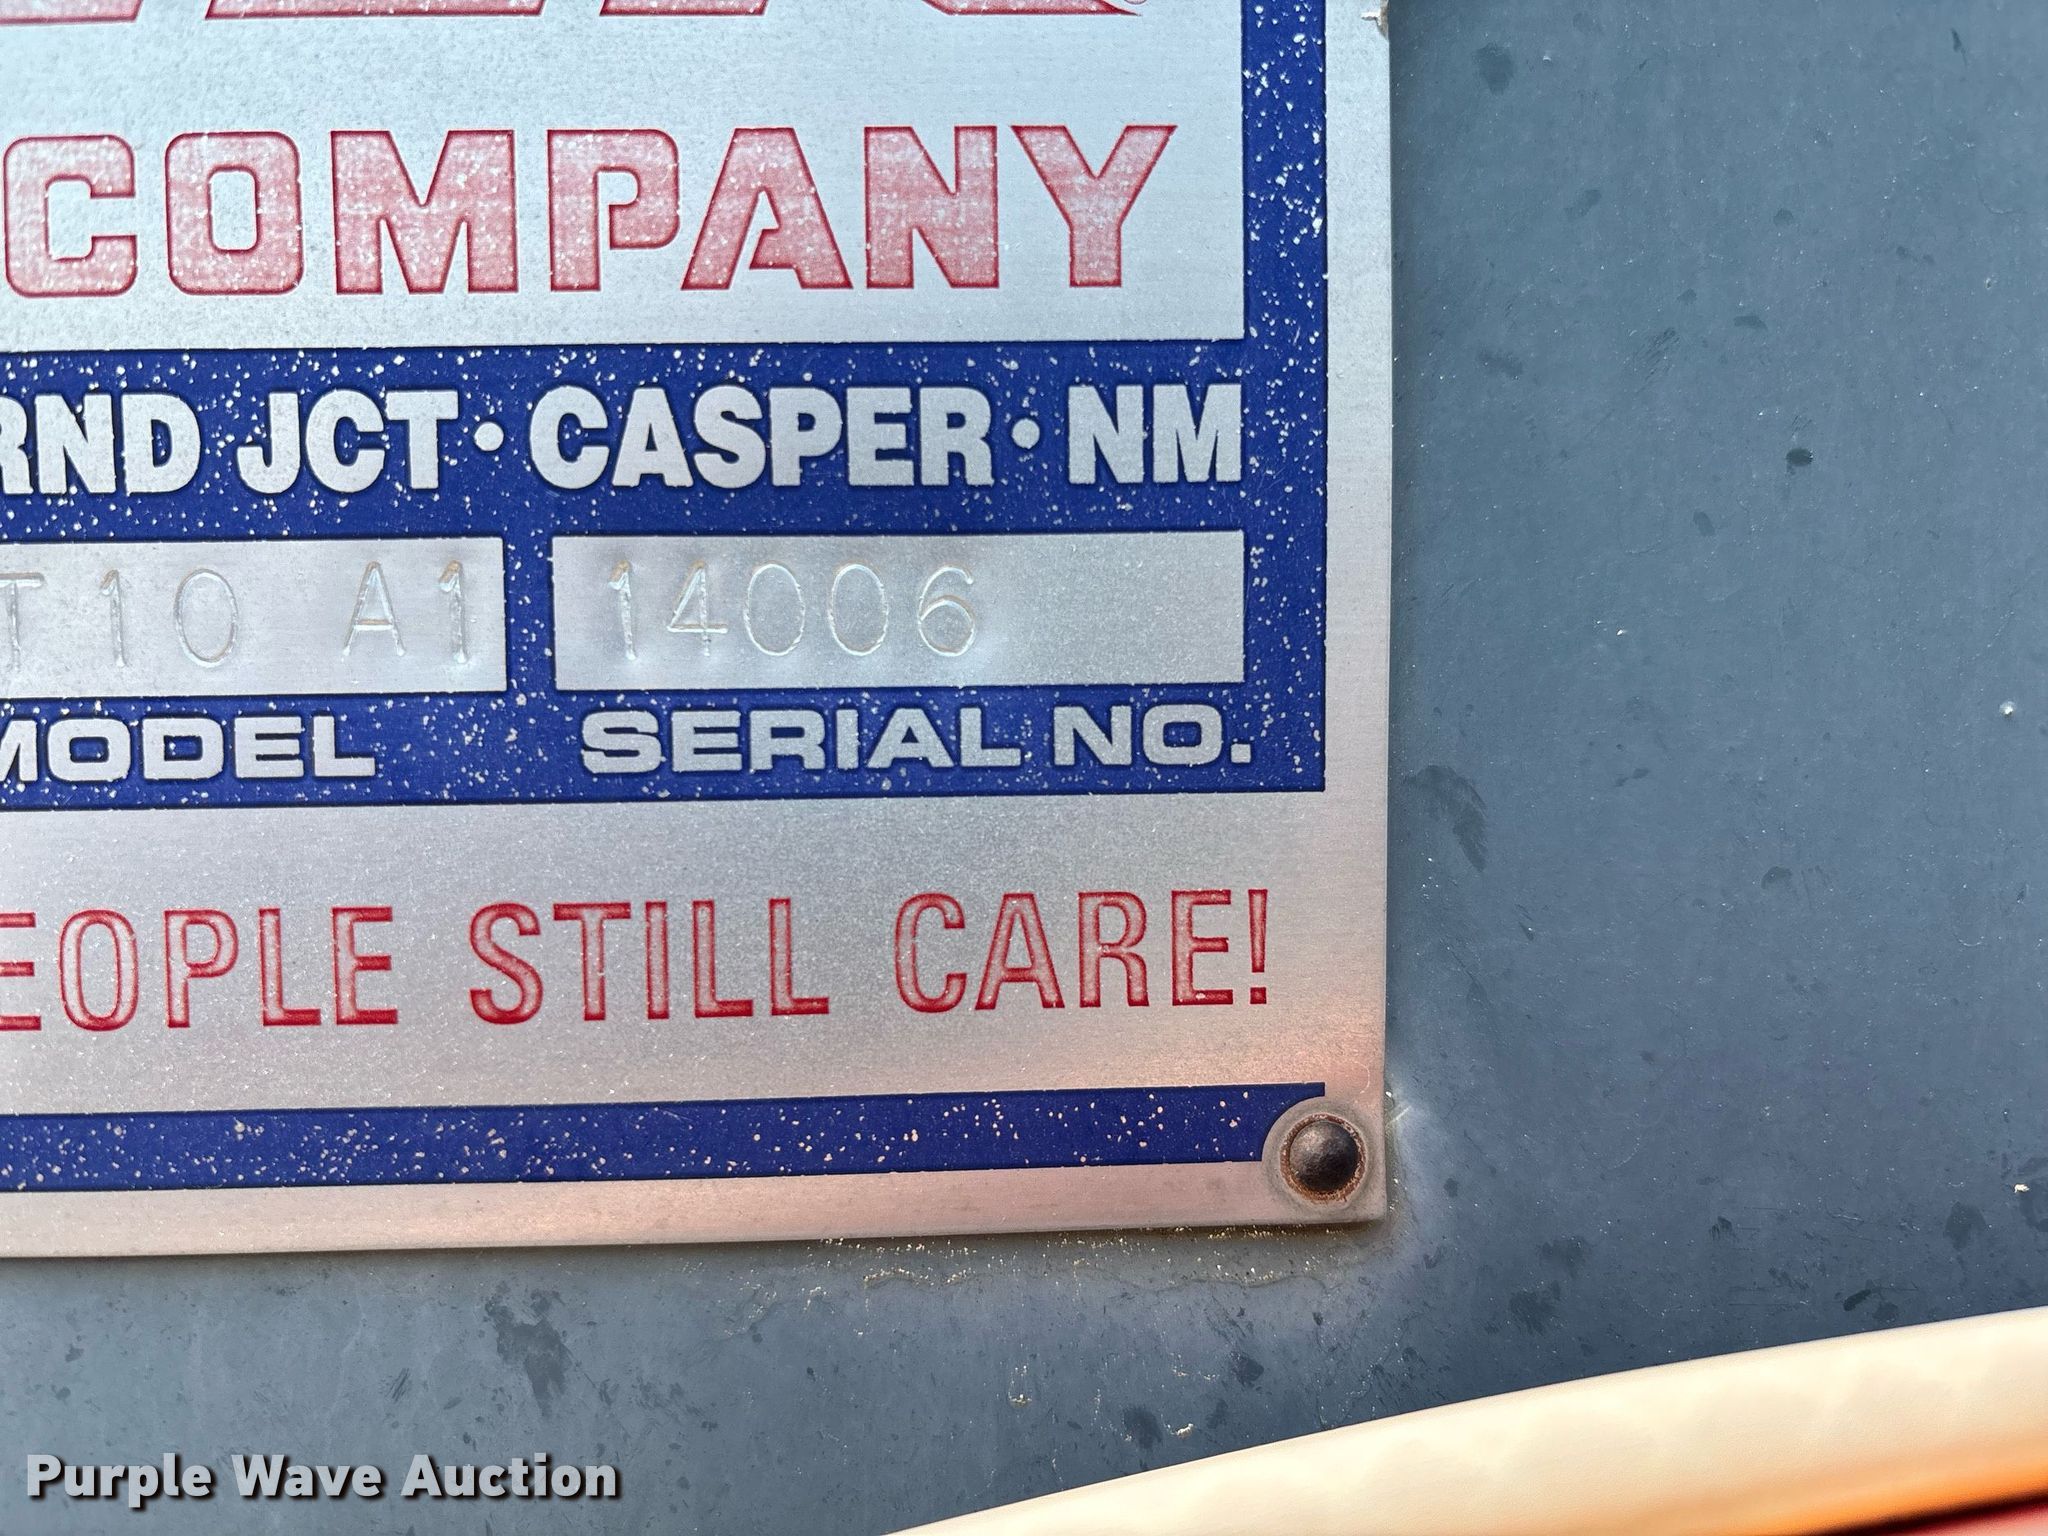 COMPANY
RND JCT · CASPER · NM
T10 A1 14006
MODEL SERIAL NO.
EOPLE STILL CARE!
Purple Wave Auction